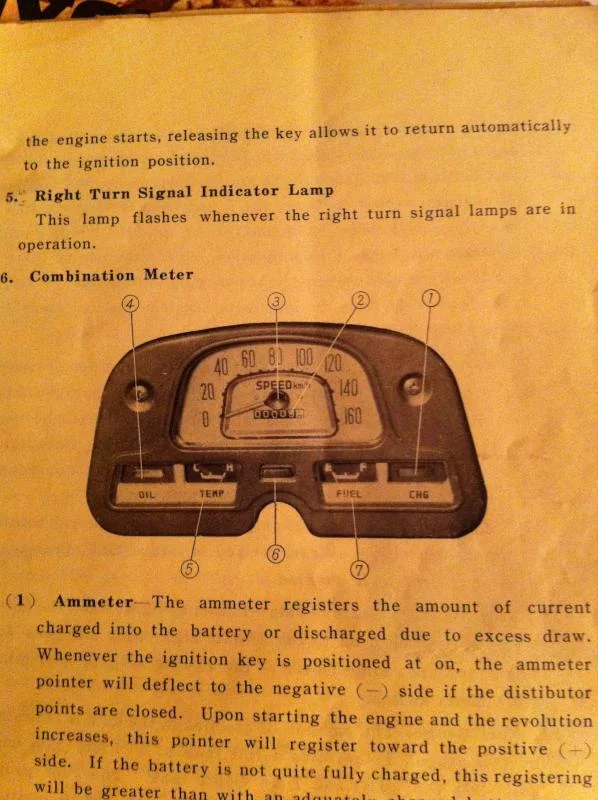 the engine starts, releasing the key allows it to return automatically
to the ignition position.
5. Right Turn Signal Indicator Lamp
This lamp flashes whenever the right turn signal lamps are in
operation.
6. Combination Meter
4 3 2 1
0 20 40 60 80 100 120 140 160
SPEED km/h
C H E F
OIL TEMP FUEL CHG
5 6 7
(1) Ammeter—The ammeter registers the amount of current
charged into the battery or discharged due to excess draw.
Whenever the ignition key is positioned at on, the ammeter
pointer will deflect to the negative (—) side if the distibutor
points are closed. Upon starting the engine and the revolution
increases, this pointer will register toward the positive (+)
side. If the battery is not quite fully charged, this registering
will be greater than with an adquately charged